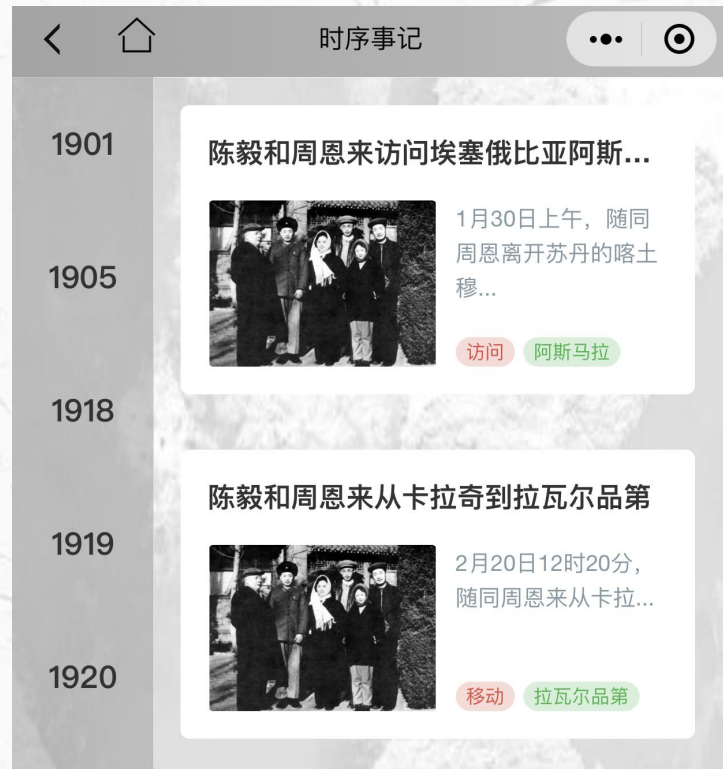 时序事记
1901
1905
1918
1919
1920
陈毅和周恩来访问埃塞俄比亚阿斯...
1月30日上午，随同
周恩离开苏丹的喀土
穆...
访问 阿斯马拉
陈毅和周恩来从卡拉奇到拉瓦尔品第
2月20日12时20分，
随同周恩来从卡拉...
移动 拉瓦尔品第